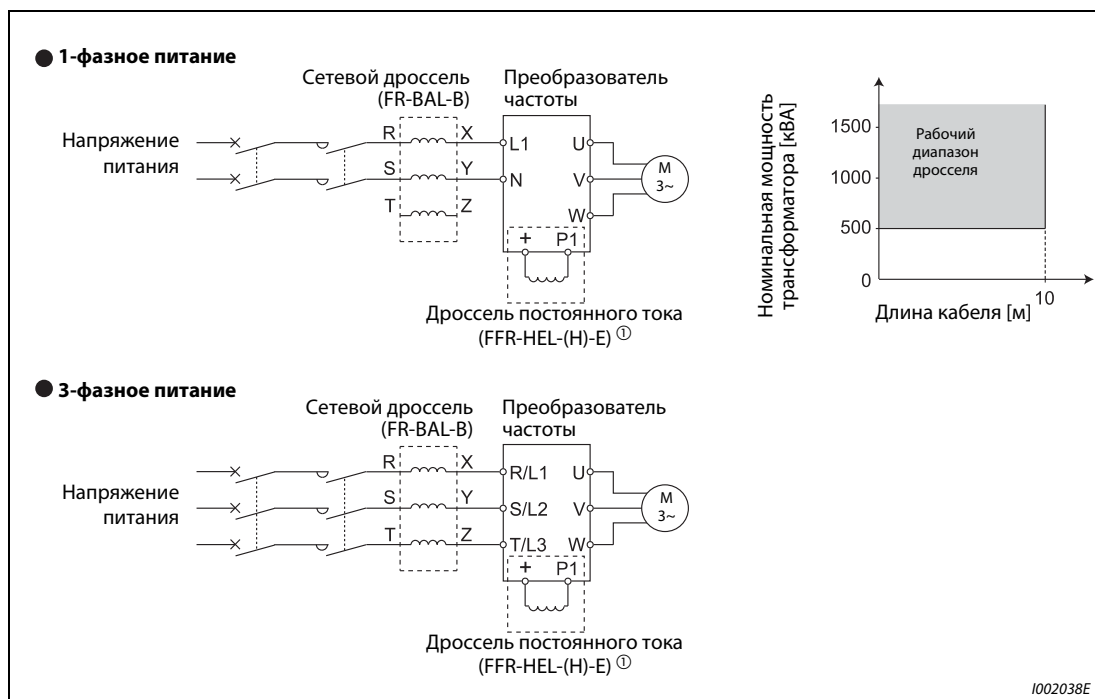 ● 1-фазное питание
Сетевой дроссель
(FR-BAL-B)
Преобразователь
частоты
Напряжение
питания
R X L1 U
S Y N V
T Z W
M
3~
+ P1
Дроссель постоянного тока
(FFR-HEL-(H)-E) ①
Номинальная мощность
трансформатора [кВА]
1500
1000
500
0
Рабочий
диапазон
дросселя
10
Длина кабеля [м]
● 3-фазное питание
Сетевой дроссель
(FR-BAL-B)
Преобразователь
частоты
Напряжение
питания
R X R/L1 U
S Y S/L2 V
T Z T/L3 W
M
3~
+ P1
Дроссель постоянного тока
(FFR-HEL-(H)-E) ①
I002038E